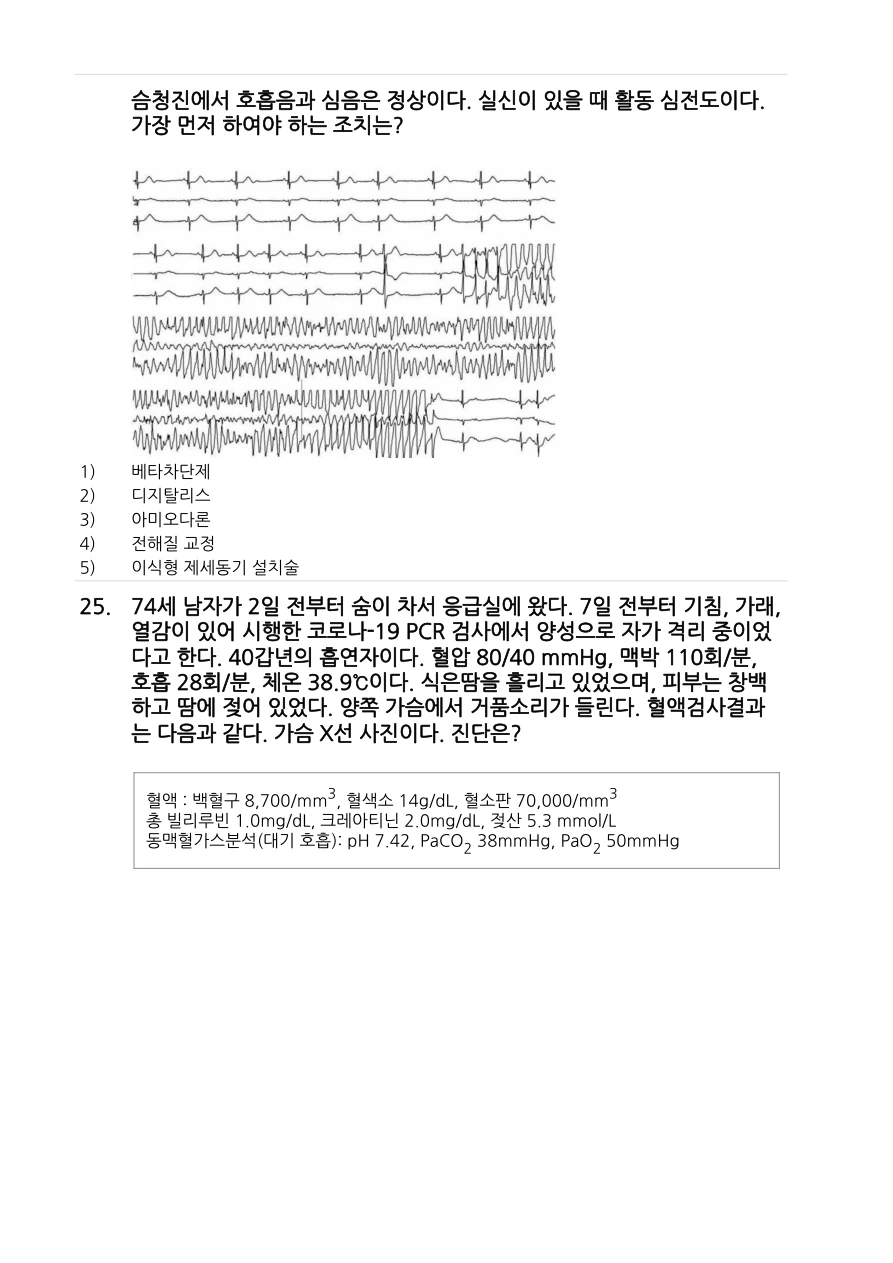 슴청진에서 호흡음과 심음은 정상이다. 실신이 있을 때 활동 심전도이다.
가장 먼저 하여야 하는 조치는?
1) 베타차단제
2) 디지탈리스
3) 아미오다론
4) 전해질 교정
5) 이식형 제세동기 설치술
25. 74세 남자가 2일 전부터 숨이 차서 응급실에 왔다. 7일 전부터 기침, 가래,
열감이 있어 시행한 코로나-19 PCR 검사에서 양성으로 자가 격리 중이었
다고 한다. 40갑년의 흡연자이다. 혈압 80/40 mmHg, 맥박 110회/분,
호흡 28회/분, 체온 38.9℃이다. 식은땀을 흘리고 있었으며, 피부는 창백
하고 땀에 젖어 있었다. 양쪽 가슴에서 거품소리가 들린다. 혈액검사결과
는 다음과 같다. 가슴 X선 사진이다. 진단은?
혈액 : 백혈구 8,700/mm³, 혈색소 14g/dL, 혈소판 70,000/mm³
총 빌리루빈 1.0mg/dL, 크레아티닌 2.0mg/dL, 젖산 5.3 mmol/L
동맥혈가스분석(대기 호흡): pH 7.42, PaCO₂ 38mmHg, PaO₂ 50mmHg